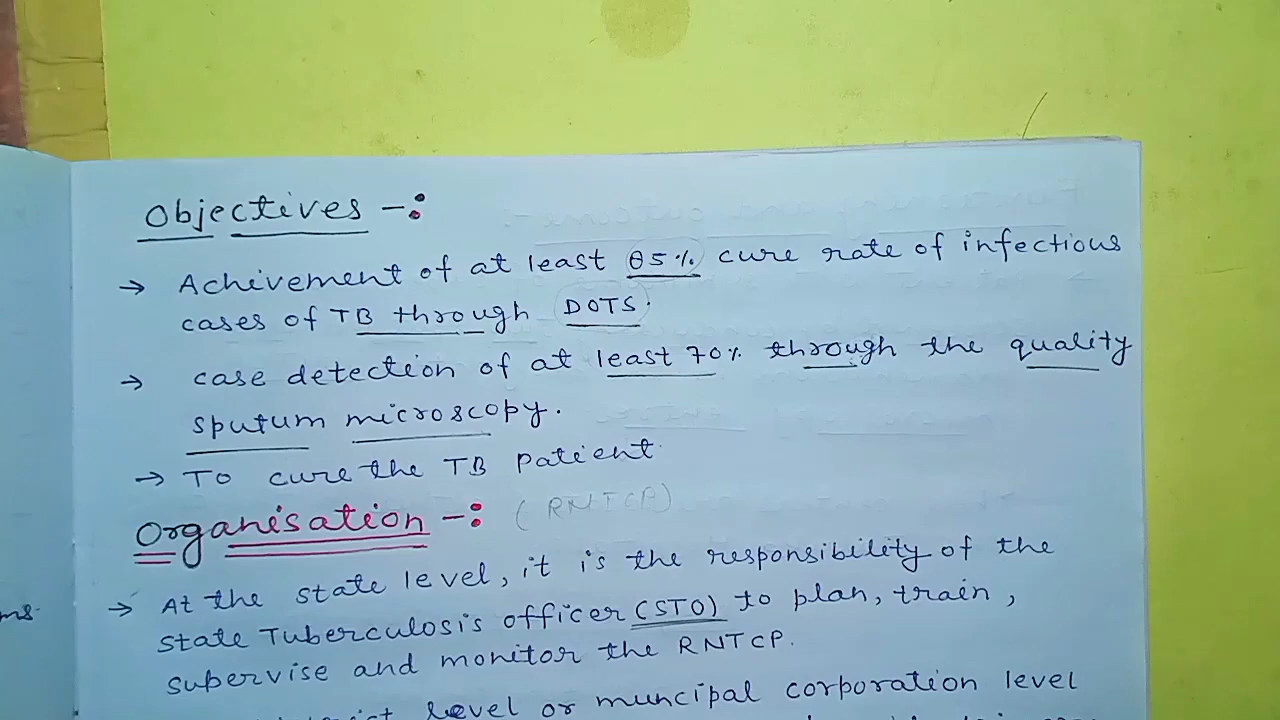 Objectives -:
→ Achivement of at least 85% cure rate of infectious
cases of TB through DOTS.
→ case detection of at least 70% through the quality
sputum microscopy.
→ To cure the TB patient
Organisation -: (RNTCP)
→ At the state level, it is the responsibility of the
state Tuberculosis officer (STO) to plan, train,
supervise and monitor the RNTCP.
level or muncipal corporation level